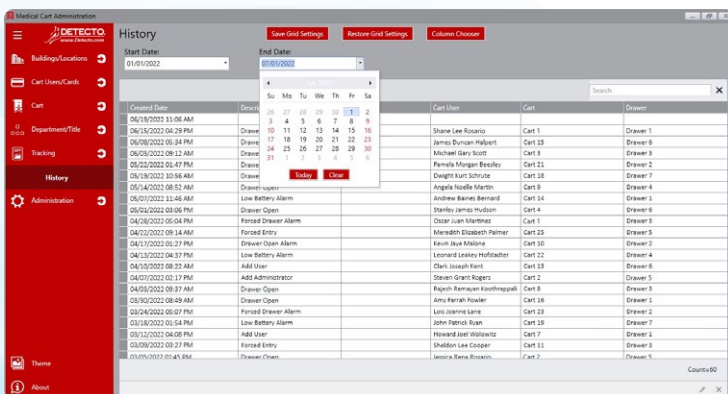 Medical Cart Administration
DETECTO.
www.Detecto.com
History
Save Grid Settings
Restore Grid Settings
Column Chooser
Start Date:
01/01/2022
End Date:
07/01/2022
Buildings/Locations
Cart Users/Cards
Cart
Department/Title
Tracking
History
Administration
Theme
About
Su Mo Tu We Th Fr Sa
26 27 28 29 30 1 2
3 4 5 6 7 8 9
10 11 12 13 14 15 16
17 18 19 20 21 22 23
24 25 26 27 28 29 30
31 1 2 3 4 5 6
Today
Clear
Search
Created Date Cart User Cart Drawer
06/19/2022 11:06 AM
06/15/2022 04:29 PM Shane Lee Rosario Cart 1 Drawer 1
06/08/2022 05:34 PM James Duncan Halpert Cart 15 Drawer 6
06/03/2022 09:12 AM Michael Gary Scott Cart 3 Drawer 3
05/22/2022 01:47 PM Pamela Morgan Beesley Cart 21 Drawer 2
05/19/2022 10:56 AM Dwight Kurt Schrute Cart 18 Drawer 7
05/14/2022 08:52 AM Drawer Open Angela Noelle Martin Cart 9 Drawer 4
05/07/2022 11:46 AM Low Battery Alarm Andrew Baines Bernard Cart 14 Drawer 1
05/01/2022 03:06 PM Drawer Open Stanley James Hudson Cart 4 Drawer 6
04/28/2022 05:04 PM Forced Drawer Alarm Oscar Juan Martinez Cart 1 Drawer 3
04/22/2022 09:14 AM Forced Entry Meredith Elizabeth Palmer Cart 25 Drawer 5
04/17/2022 01:27 PM Drawer Open Alarm Kevin Jaye Malone Cart 10 Drawer 2
04/13/2022 04:37 PM Low Battery Alarm Leonard Leakey Hofstadter Cart 22 Drawer 4
04/10/2022 08:22 AM Add User Clark Joseph Kent Cart 13 Drawer 6
04/07/2022 02:17 PM Add Administrator Steven Grant Rogers Cart 2 Drawer 5
04/03/2022 09:37 AM Drawer Open Rajesh Ramayan Koothrappali Cart 8 Drawer 3
03/30/2022 08:49 AM Drawer Open Amy Farrah Fowler Cart 16 Drawer 1
03/24/2022 05:07 PM Forced Drawer Alarm Lois Joanne Lane Cart 23 Drawer 2
03/18/2022 01:54 PM Low Battery Alarm John Patrick Ryan Cart 19 Drawer 7
03/12/2022 04:08 PM Add User Howard Joel Wolowitz Cart 7 Drawer 1
03/09/2022 03:27 PM Forced Entry Sheldon Lee Cooper Cart 11 Drawer 3
03/05/2022 01:45 PM Drawer Open Jessica Rena Rosario Cart 2 Drawer 5
Count=60